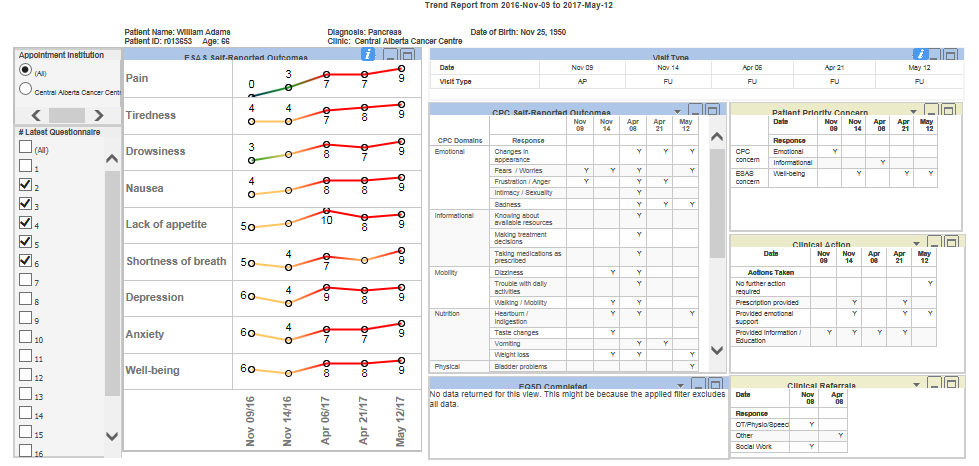 Trend Report from 2016-Nov-09 to 2017-May-12
Patient Name: William Adams Diagnosis: Pancreas Date of Birth: Nov 25, 1950
Patient ID: r013653 Age: 66 Clinic: Central Alberta Cancer Centre
Appointment Institution
(All)
Central Alberta Cancer Cent
# Latest Questionnaire
(All)
1
2
3
4
5
6
7
8
9
10
11
12
13
14
15
16
ESAS Self-Reported Outcomes
Pain 0 3 7 7 9
Tiredness 4 4 7 8 9
Drowsiness 3 8 7 9
Nausea 4 8 8 9
Lack of appetite 5 10 8 9
Shortness of breath 5 4 7 9
Depression 6 4 9 8 9
Anxiety 6 4 7 7 9
Well-being 6 8 8 9
Nov 09/16 Nov 14/16 Apr 06/17 Apr 21/17 May 12/17
Visit Type
Date Nov 09 Nov 14 Apr 06 Apr 21 May 12
Visit Type AP FU FU FU FU
CPC Self-Reported Outcomes
Nov 09 Nov 14 Apr 06 Apr 21 May 12
CPC Domains Response
Emotional Changes in appearance Y Y Y
Fears / Worries Y Y Y Y
Frustration / Anger Y Y Y
Intimacy / Sexuality Y
Sadness Y Y Y
Informational Knowing about available resources Y
Making treatment decisions Y
Taking medications as prescribed Y
Mobility Dizziness Y Y
Trouble with daily activities Y
Walking / Mobility Y Y
Nutrition Heartburn / Indigestion Y Y Y
Taste changes Y
Vomiting Y Y
Weight loss Y Y Y
Physical Bladder problems Y
EQ5D Completed
No data returned for this view. This might be because the applied filter excludes
all data.
Patient Priority Concern
Date Nov 09 Nov 14 Apr 06 Apr 21 May 12
Response
CPC concern Emotional Y
Informational Y
ESAS concern Well-being Y Y Y
Clinical Action
Date Nov 09 Nov 14 Apr 06 Apr 21 May 12
Actions Taken
No further action required Y
Prescription provided Y Y
Provided emotional support Y Y Y
Provided Information / Education Y Y Y Y
Clinical Referrals
Date Nov 09 Apr 06
Response
OT/Physio/Speech Y
Other Y
Social Work Y